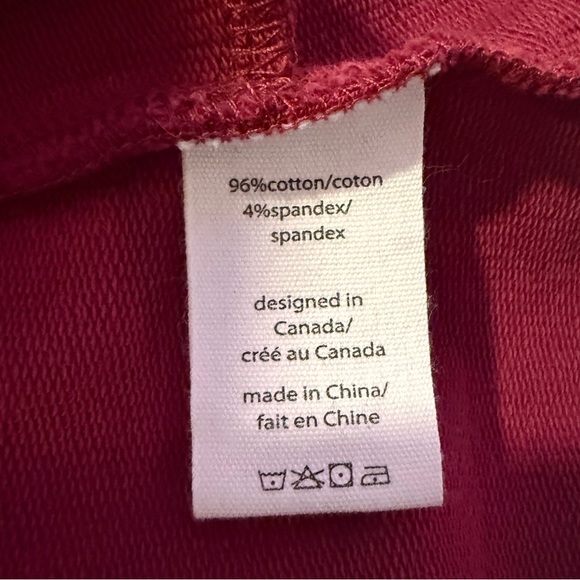 96%cotton/coton
4%spandex/
spandex
designed in
Canada/
créé au Canada
made in China/
fait en Chine